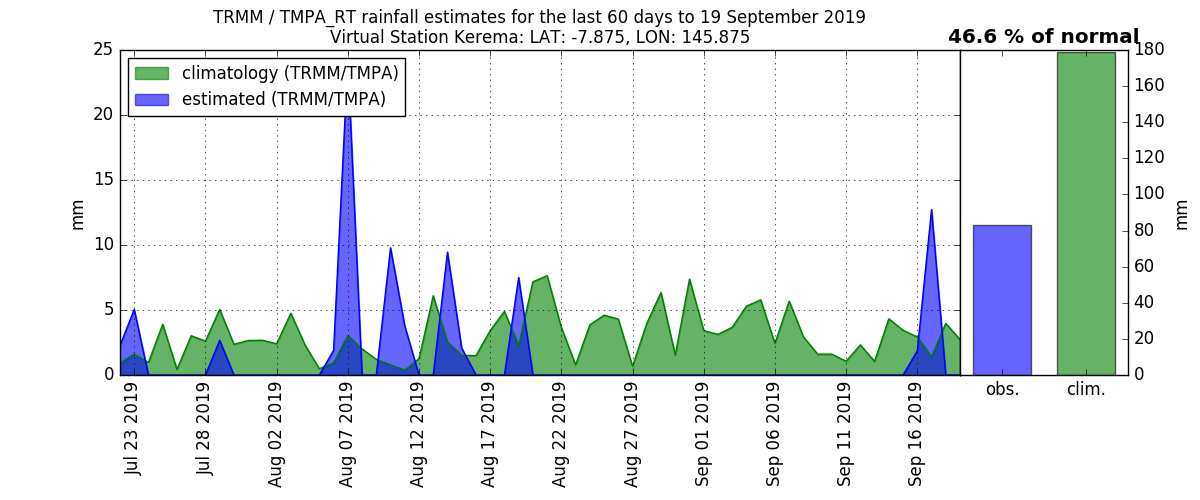 TRMM / TMPA_RT rainfall estimates for the last 60 days to 19 September 2019
Virtual Station Kerema: LAT: -7.875, LON: 145.875
46.6 % of normal
climatology (TRMM/TMPA)
estimated (TRMM/TMPA)
25
20
15
10
5
0
mm
Jul 23 2019
Jul 28 2019
Aug 02 2019
Aug 07 2019
Aug 12 2019
Aug 17 2019
Aug 22 2019
Aug 27 2019
Sep 01 2019
Sep 06 2019
Sep 11 2019
Sep 16 2019
180
160
140
120
100
80
60
40
20
0
mm
obs.
clim.